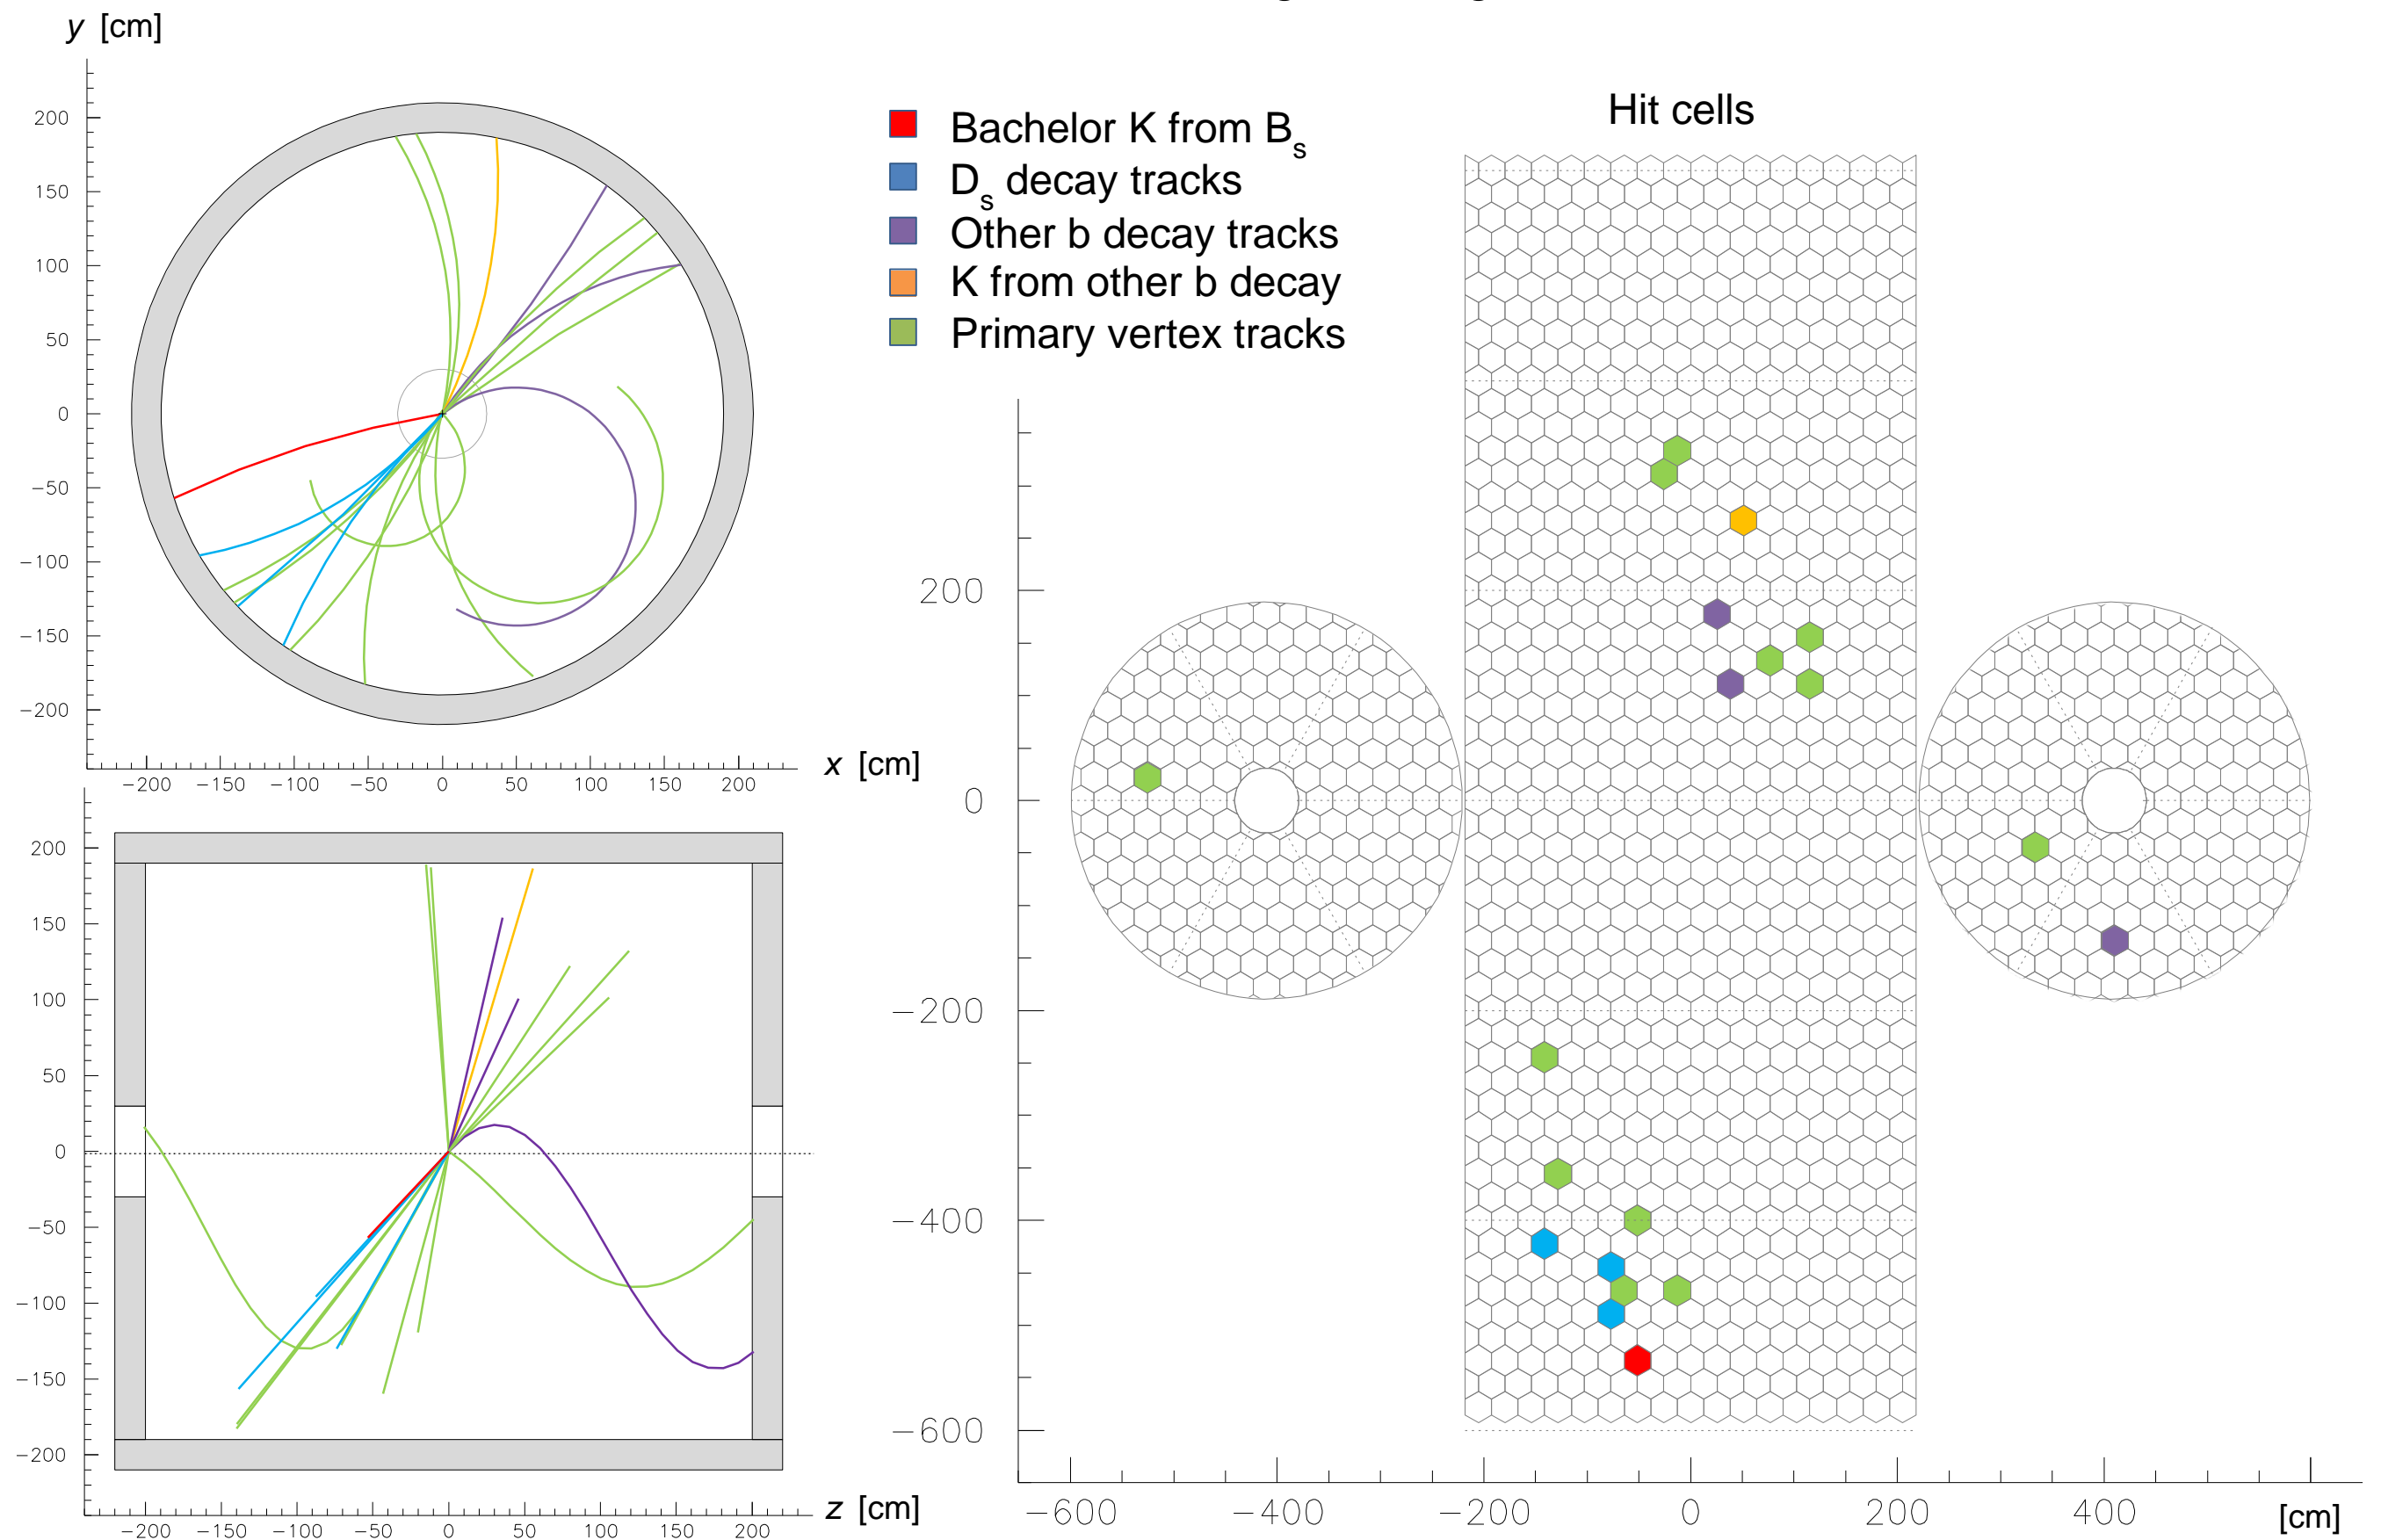 y [cm]
200
150
100
50
0
−50
−100
−150
−200
−200 −150 −100 −50 0 50 100 150 200
x [cm]
200
150
100
50
0
−50
−100
−150
−200
−200 −150 −100 −50 0 50 100 150 200
z [cm]
Bachelor K from Bs
Ds decay tracks
Other b decay tracks
K from other b decay
Primary vertex tracks
Hit cells
200
0
−200
−400
−600
−600 −400 −200 0 200 400
[cm]